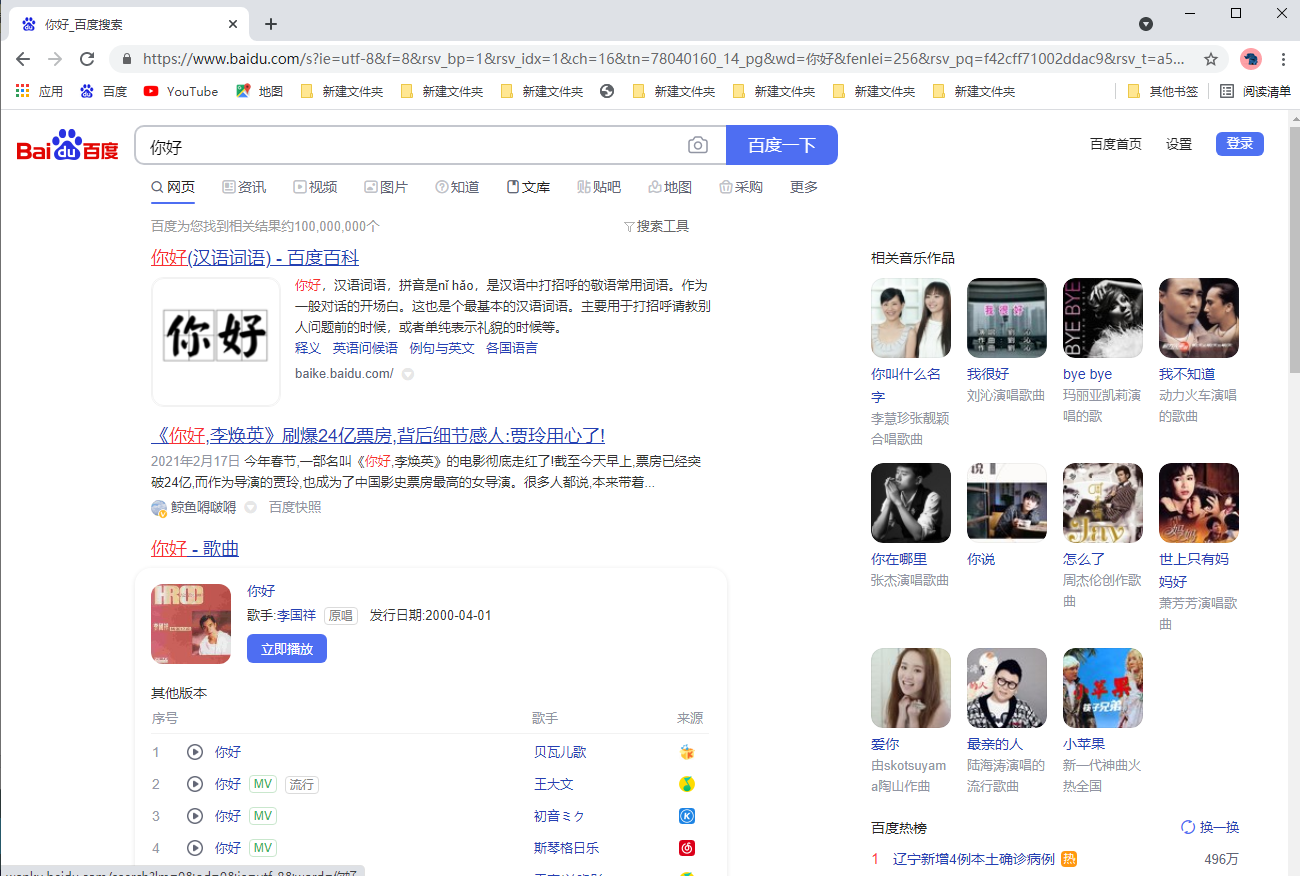 你好_百度搜索
https://www.baidu.com/s?ie=utf-8&f=8&rsv_bp=1&rsv_idx=1&ch=16&tn=78040160_14_pg&wd=你好&fenlei=256&rsv_pq=f42cff71002ddac9&rsv_t=a5...
应用 百度 YouTube 地图 新建文件夹 新建文件夹 新建文件夹 新建文件夹 新建文件夹 新建文件夹 新建文件夹 其他书签 阅读清单
Bai du 百度 你好 百度一下 百度首页 设置 登录
网页 资讯 视频 图片 知道 文库 贴吧 地图 采购 更多
百度为您找到相关结果约100,000,000个 搜索工具
你好(汉语词语) - 百度百科
你好
你好，汉语词语，拼音是nǐ hǎo，是汉语中打招呼的敬语常用词语。作为
一般对话的开场白。这也是个最基本的汉语词语。主要用于打招呼请教别
人问题前的时候，或者单纯表示礼貌的时候等。
释义 英语问候语 例句与英文 各国语言
baike.baidu.com/
《你好,李焕英》刷爆24亿票房,背后细节感人:贾玲用心了!
2021年2月17日 今年春节,一部名叫《你好,李焕英》的电影彻底走红了!截至今天早上,票房已经突
破24亿,而作为导演的贾玲,也成为了中国影史票房最高的女导演。很多人都说,本来带着...
鲸鱼嘚啵嘚 百度快照
你好 - 歌曲
你好
歌手:李国祥 原唱 发行日期:2000-04-01
立即播放
其他版本
序号 歌手 来源
1 你好 贝瓦儿歌
2 你好 MV 流行 王大文
3 你好 MV 初音ミク
4 你好 MV 斯琴格日乐
相关音乐作品
我很好
BYE BYE
你叫什么名
字
李慧珍张靓颖
合唱歌曲
我很好
刘沁演唱歌曲
bye bye
玛丽亚凯莉演
唱的歌
我不知道
动力火车演唱
的歌曲
Jay
妈妈
你在哪里
张杰演唱歌曲
你说
怎么了
周杰伦创作歌
曲
世上只有妈
妈好
萧芳芳演唱歌
曲
小苹果
筷子兄弟
爱你
由skotsuyam
a陶山作曲
最亲的人
陆海涛演唱的
流行歌曲
小苹果
新一代神曲火
热全国
百度热榜 换一换
1 辽宁新增4例本土确诊病例 热 496万